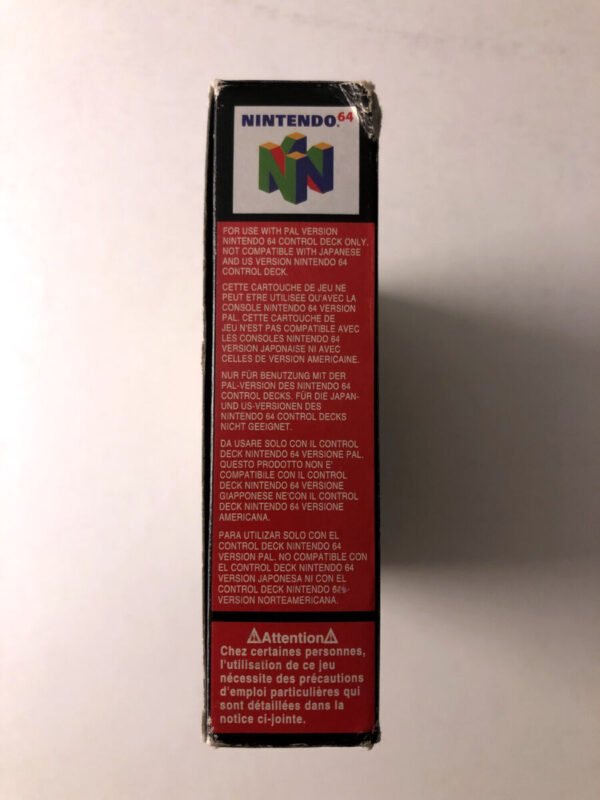 NINTENDO 64
FOR USE WITH PAL VERSION
NINTENDO 64 CONTROL DECK ONLY.
NOT COMPATIBLE WITH JAPANESE
AND US VERSION NINTENDO 64
CONTROL DECK.
CETTE CARTOUCHE DE JEU NE
PEUT ETRE UTILISEE QU'AVEC LA
CONSOLE NINTENDO 64 VERSION
PAL. CETTE CARTOUCHE DE
JEU N'EST PAS COMPATIBLE AVEC
LES CONSOLES NINTENDO 64
VERSION JAPONAISE NI AVEC
CELLES DE VERSION AMERICAINE.
NUR FÜR BENUTZUNG MIT DER
PAL-VERSION DES NINTENDO 64
CONTROL DECKS. FÜR DIE JAPAN-
UND US-VERSIONEN DES
NINTENDO 64 CONTROL DECKS
NICHT GEEIGNET.
DA USARE SOLO CON IL CONTROL
DECK NINTENDO 64 VERSIONE PAL.
QUESTO PRODOTTO NON E'
COMPATIBILE CON IL CONTROL
DECK NINTENDO 64 VERSIONE
GIAPPONESE NE'CON IL CONTROL
DECK NINTENDO 64 VERSIONE
AMERICANA.
PARA UTILIZAR SOLO CON EL
CONTROL DECK NINTENDO 64
VERSION PAL. NO COMPATIBLE CON
EL CONTROL DECK NINTENDO 64
VERSION JAPONESA NI CON EL
CONTROL DECK NINTENDO 64
VERSION NORTEAMERICANA.
⚠Attention⚠
Chez certaines personnes,
l'utilisation de ce jeu
nécessite des précautions
d'emploi particulières qui
sont détaillées dans la
notice ci-jointe.